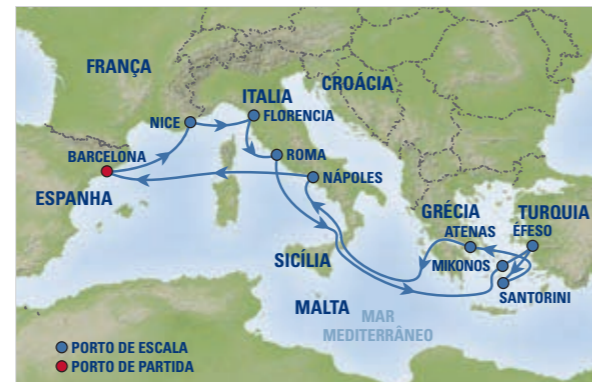 FRANÇA
CROÁCIA
ITALIA
NICE
FLORENCIA
BARCELONA
ROMA
ESPANHA
NÁPOLES
GRÉCIA
TURQUIA
ATENAS
ÉFESO
SICÍLIA
MIKONOS
SANTORINI
MALTA
MAR
MEDITERRÂNEO
PORTO DE ESCALA
PORTO DE PARTIDA